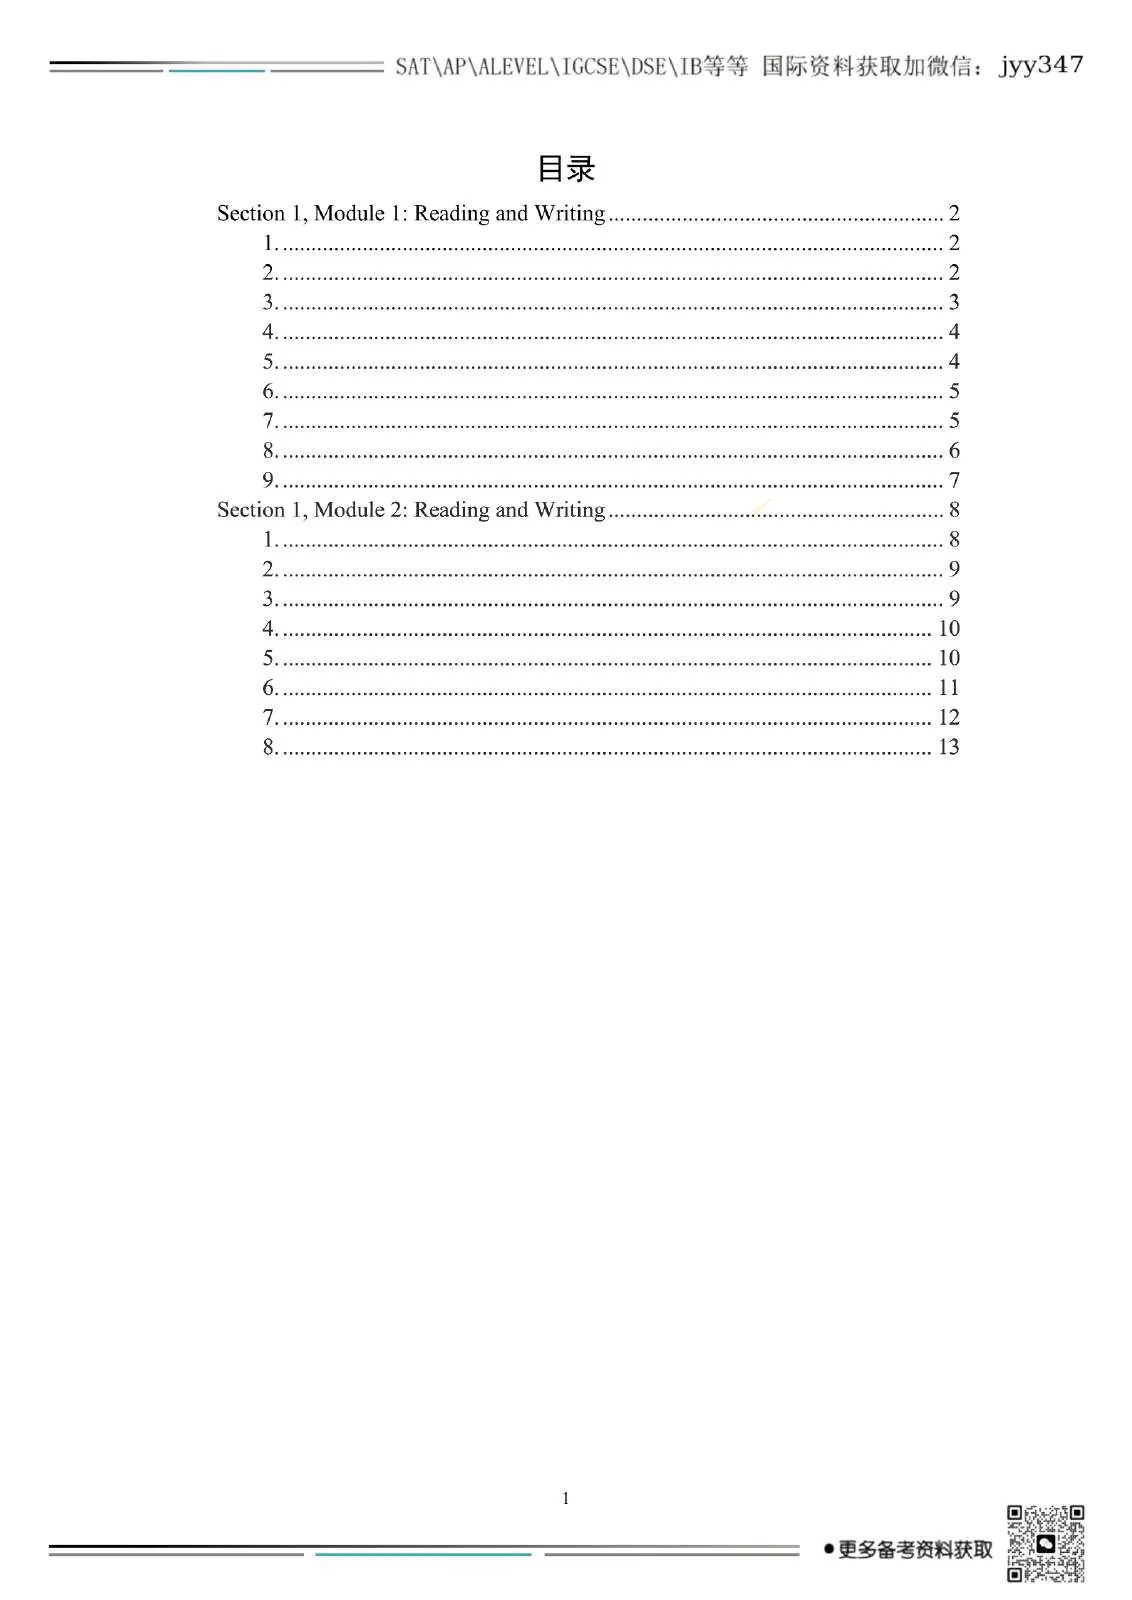 SAT\AP\ALEVEL\IGCSE\DSE\IB等等 国际资料获取加微信: jyy347
目录
Section 1, Module 1: Reading and Writing ........................................................... 2
1. .................................................................................................................... 2
2. .................................................................................................................... 2
3. .................................................................................................................... 3
4. .................................................................................................................... 4
5. .................................................................................................................... 4
6. .................................................................................................................... 5
7. .................................................................................................................... 5
8. .................................................................................................................... 6
9. .................................................................................................................... 7
Section 1, Module 2: Reading and Writing ........................................................... 8
1. .................................................................................................................... 8
2. .................................................................................................................... 9
3. .................................................................................................................... 9
4. .................................................................................................................. 10
5. .................................................................................................................. 10
6. .................................................................................................................. 11
7. .................................................................................................................. 12
8. .................................................................................................................. 13
1
●更多备考资料获取